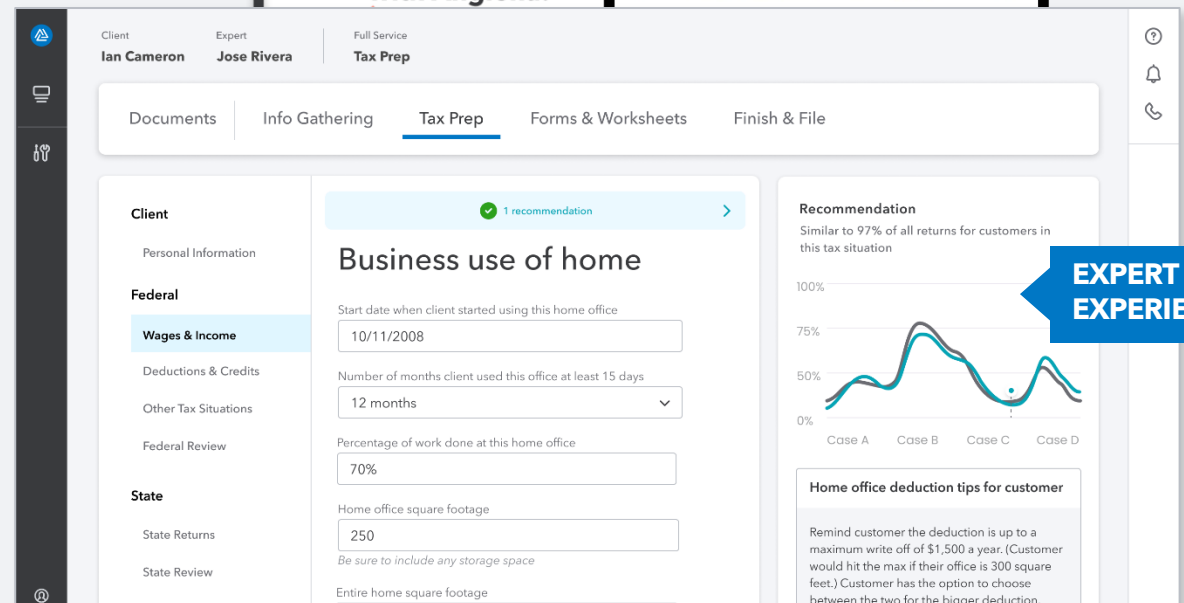 Client
Ian Cameron
Expert
Jose Rivera
Full Service
Tax Prep
Documents
Info Gathering
Tax Prep
Forms & Worksheets
Finish & File
Client
Personal Information
Federal
Wages & Income
Deductions & Credits
Other Tax Situations
Federal Review
State
State Returns
State Review
1 recommendation
Business use of home
Start date when client started using this home office
10/11/2008
Number of months client used this office at least 15 days
12 months
Percentage of work done at this home office
70%
Home office square footage
250
Be sure to include any storage space
Entire home square footage
Recommendation
Similar to 97% of all returns for customers in
this tax situation
100%
75%
50%
0%
Case A
Case B
Case C
Case D
EXPERT
Home office deduction tips for customer
Remind customer the deduction is up to a
maximum write off of $1,500 a year. (Customer
would hit the max if their office is 300 square
feet.) Customer has the option to choose
between the two for the bigger deduction